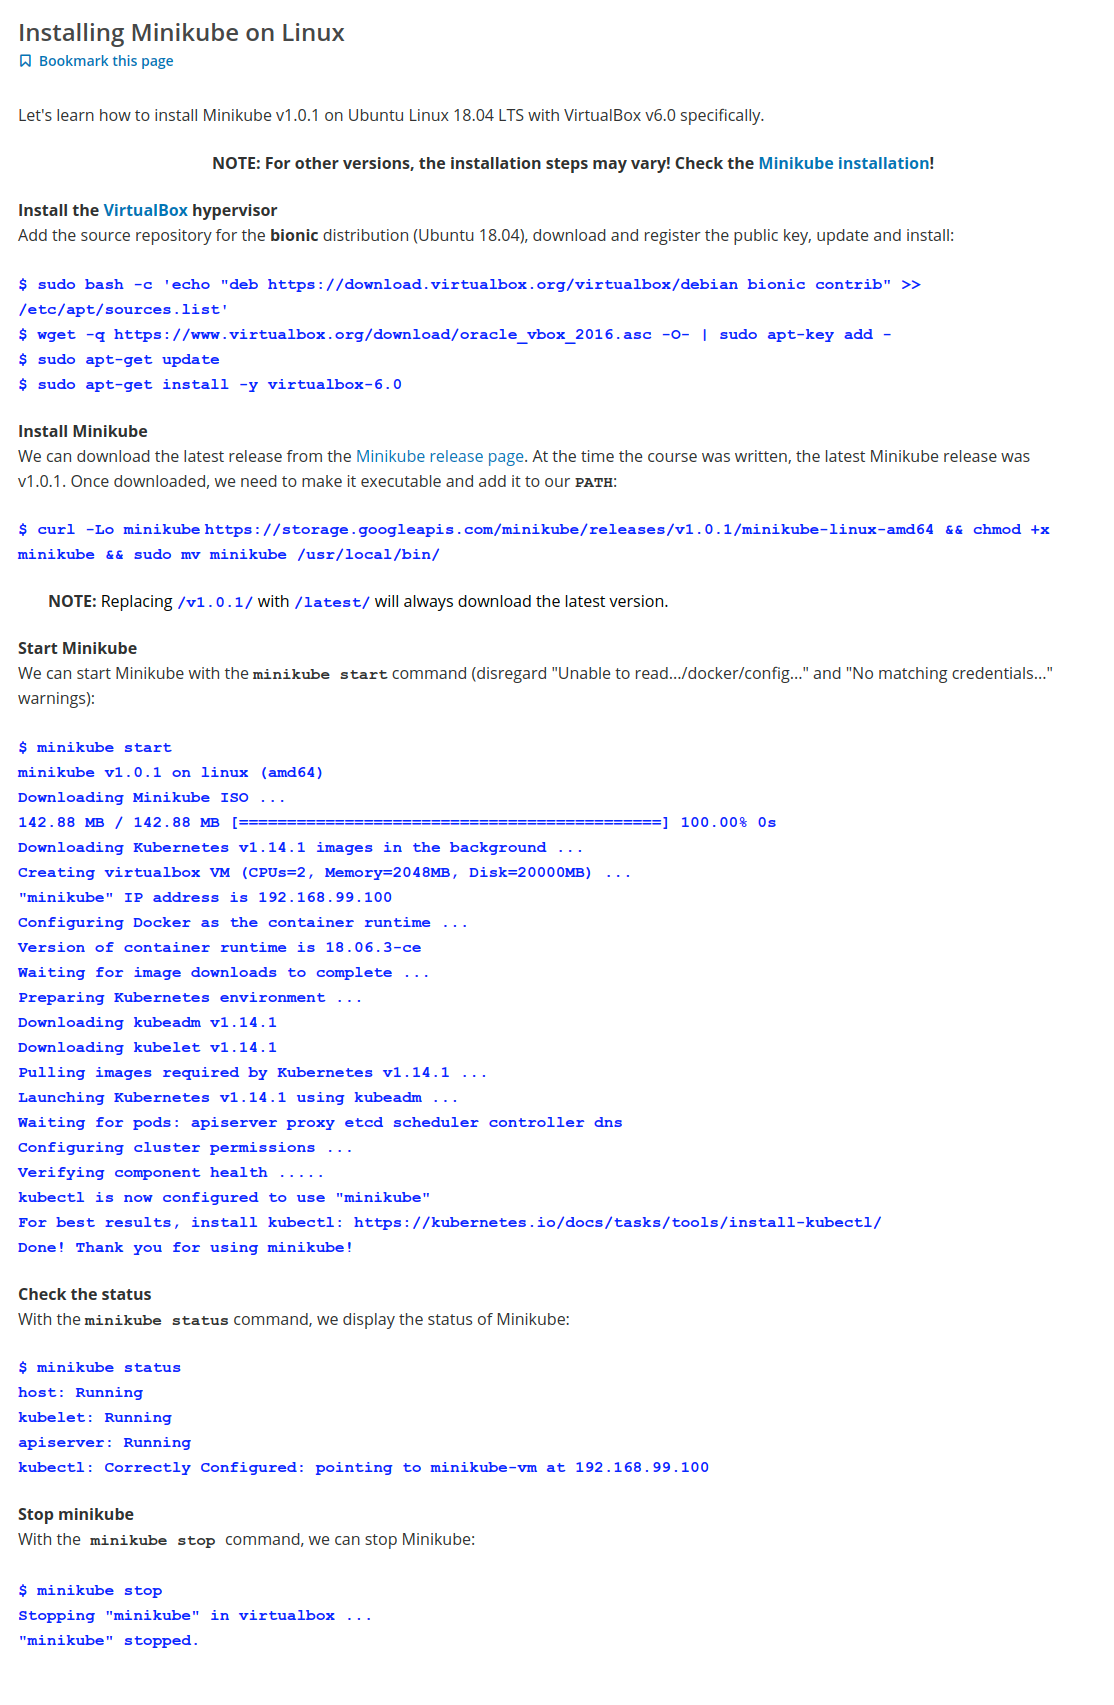 Installing Minikube on Linux
Bookmark this page
Let's learn how to install Minikube v1.0.1 on Ubuntu Linux 18.04 LTS with VirtualBox v6.0 specifically.
NOTE: For other versions, the installation steps may vary! Check the Minikube installation!
Install the VirtualBox hypervisor
Add the source repository for the bionic distribution (Ubuntu 18.04), download and register the public key, update and install:
$ sudo bash -c 'echo "deb https://download.virtualbox.org/virtualbox/debian bionic contrib" >>
/etc/apt/sources.list'
$ wget -q https://www.virtualbox.org/download/oracle_vbox_2016.asc -O- | sudo apt-key add -
$ sudo apt-get update
$ sudo apt-get install -y virtualbox-6.0
Install Minikube
We can download the latest release from the Minikube release page. At the time the course was written, the latest Minikube release was
v1.0.1. Once downloaded, we need to make it executable and add it to our PATH:
$ curl -Lo minikube https://storage.googleapis.com/minikube/releases/v1.0.1/minikube-linux-amd64 && chmod +x
minikube && sudo mv minikube /usr/local/bin/
NOTE: Replacing /v1.0.1/ with /latest/ will always download the latest version.
Start Minikube
We can start Minikube with the minikube start command (disregard "Unable to read.../docker/config..." and "No matching credentials..."
warnings):
$ minikube start
minikube v1.0.1 on linux (amd64)
Downloading Minikube ISO ...
142.88 MB / 142.88 MB [============================================] 100.00% 0s
Downloading Kubernetes v1.14.1 images in the background ...
Creating virtualbox VM (CPUs=2, Memory=2048MB, Disk=20000MB) ...
"minikube" IP address is 192.168.99.100
Configuring Docker as the container runtime ...
Version of container runtime is 18.06.3-ce
Waiting for image downloads to complete ...
Preparing Kubernetes environment ...
Downloading kubeadm v1.14.1
Downloading kubelet v1.14.1
Pulling images required by Kubernetes v1.14.1 ...
Launching Kubernetes v1.14.1 using kubeadm ...
Waiting for pods: apiserver proxy etcd scheduler controller dns
Configuring cluster permissions ...
Verifying component health .....
kubectl is now configured to use "minikube"
For best results, install kubectl: https://kubernetes.io/docs/tasks/tools/install-kubectl/
Done! Thank you for using minikube!
Check the status
With the minikube status command, we display the status of Minikube:
$ minikube status
host: Running
kubelet: Running
apiserver: Running
kubectl: Correctly Configured: pointing to minikube-vm at 192.168.99.100
Stop minikube
With the minikube stop command, we can stop Minikube:
$ minikube stop
Stopping "minikube" in virtualbox ...
"minikube" stopped.